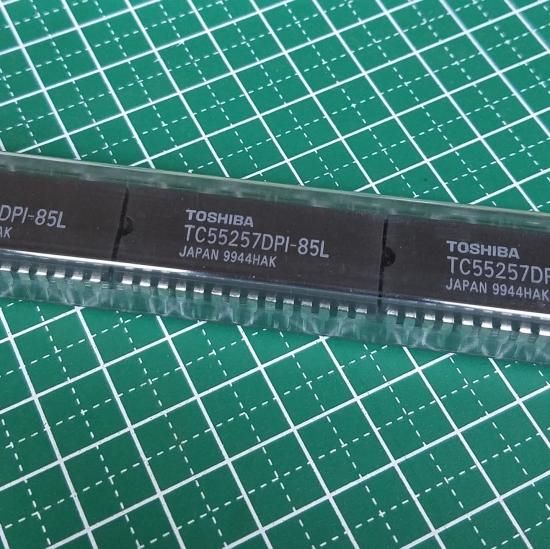 DPI-85L
AK
TOSHIBA
TC55257DPI-85L
JAPAN 9944HAK
TOSHIBA
TC55257DP
JAPAN 9944HAK